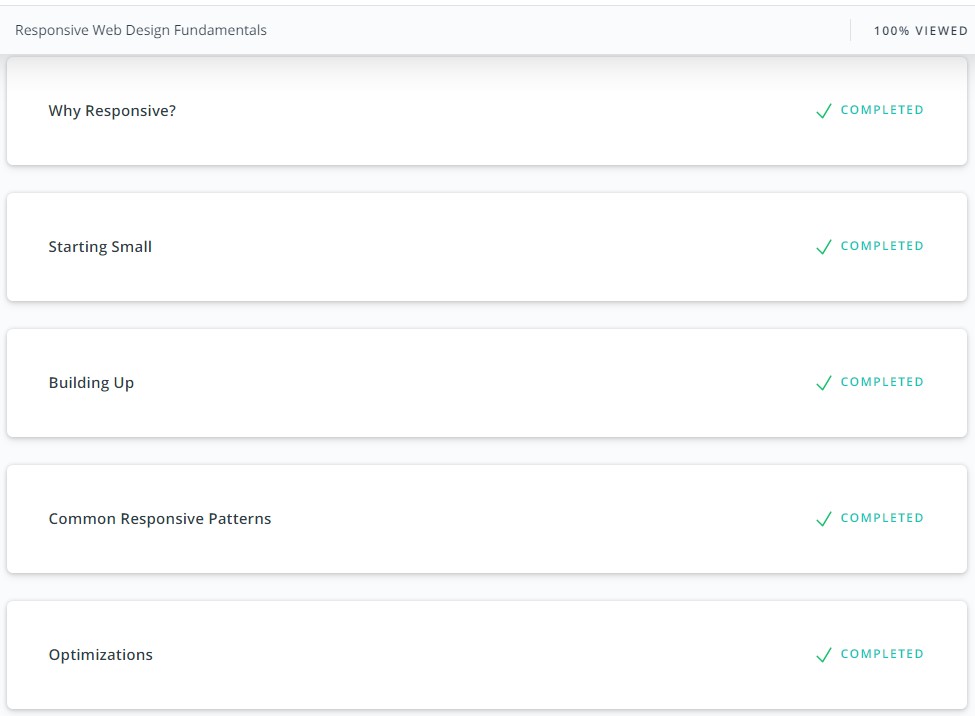 Responsive Web Design Fundamentals
100% VIEWED
Why Responsive?
COMPLETED
Starting Small
COMPLETED
Building Up
COMPLETED
Common Responsive Patterns
COMPLETED
Optimizations
COMPLETED